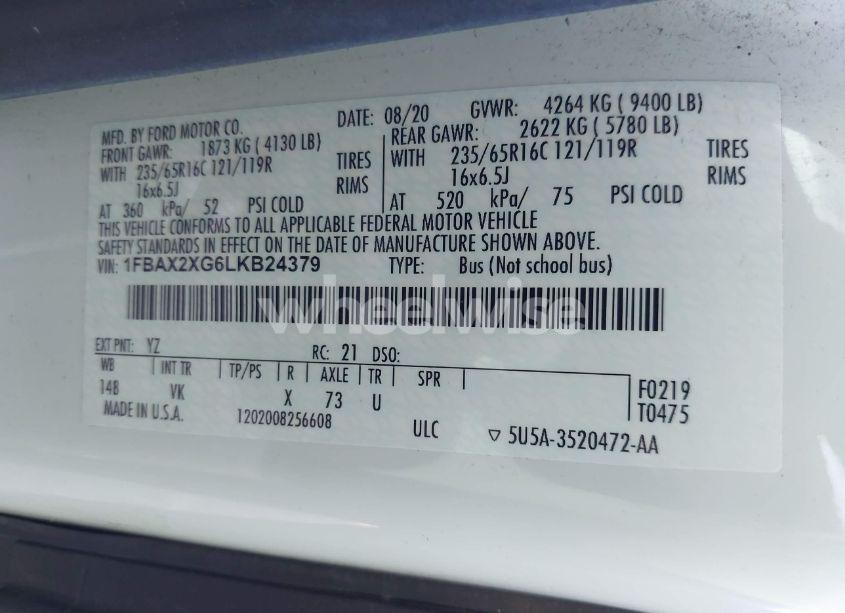 MFD. BY FORD MOTOR CO. DATE: 08/20 GVWR: 4264 KG ( 9400 LB)
FRONT GAWR: 1873 KG ( 4130 LB) REAR GAWR: 2622 KG ( 5780 LB)
WITH 235/65R16C 121/119R TIRES WITH 235/65R16C 121/119R TIRES
16x6.5J RIMS 16x6.5J RIMS
AT 360 kPa/ 52 PSI COLD AT 520 kPa/ 75 PSI COLD
THIS VEHICLE CONFORMS TO ALL APPLICABLE FEDERAL MOTOR VEHICLE
SAFETY STANDARDS IN EFFECT ON THE DATE OF MANUFACTURE SHOWN ABOVE.
VIN: 1FBAX2XG6LKB24379 TYPE: Bus (Not school bax)
wheelwise
EXT PNT: YZ RC: 21 DSO:
WB INT TR TP/PS R AXLE TR SPR F0219
148 VK X 73 U T0475
MADE IN U.S.A. 1202008256608 ULC ▽ 5U5A-3520472-AA